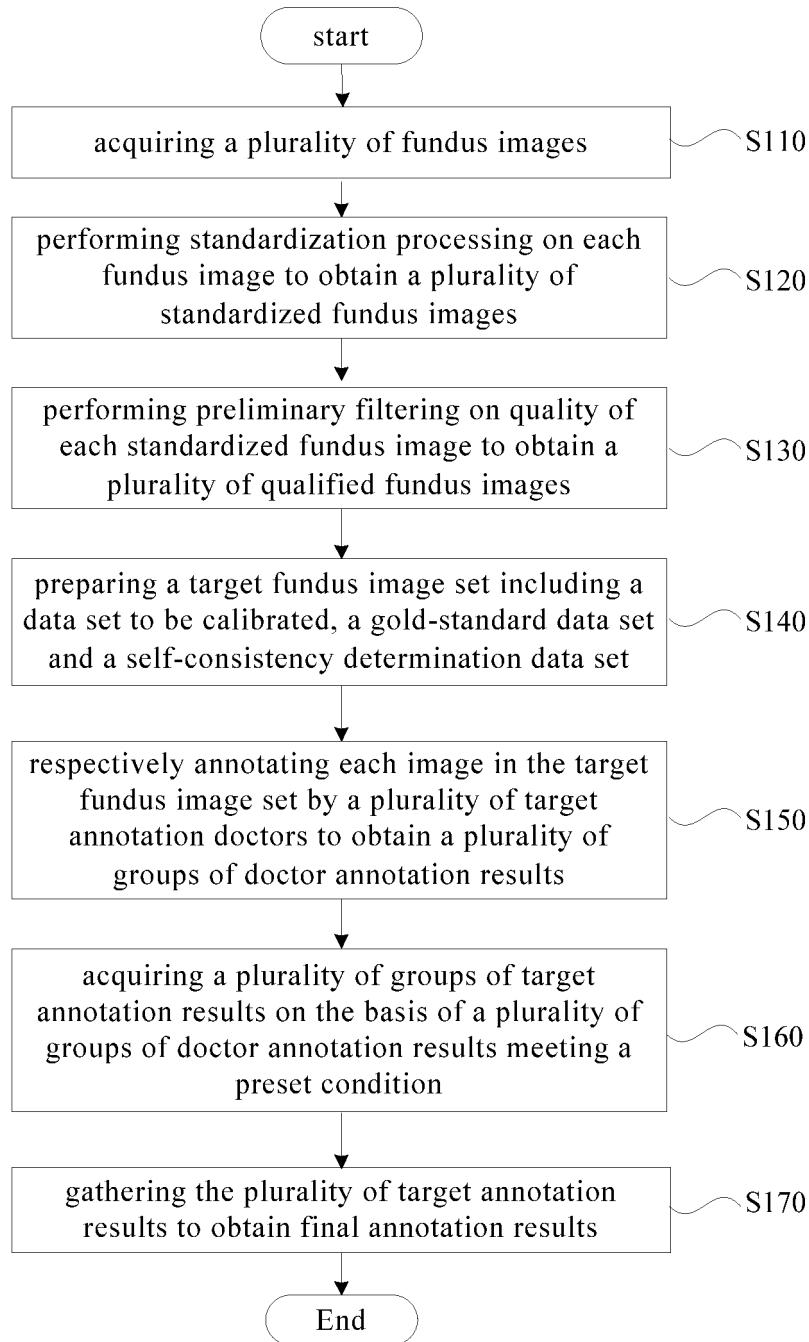 start
acquiring a plurality of fundus images
S110
performing standardization processing on each
fundus image to obtain a plurality of
standardized fundus images
S120
performing preliminary filtering on quality of
each standardized fundus image to obtain a
plurality of qualified fundus images
S130
preparing a target fundus image set including a
data set to be calibrated, a gold-standard data set
and a self-consistency determination data set
S140
respectively annotating each image in the target
fundus image set by a plurality of target
annotation doctors to obtain a plurality of
groups of doctor annotation results
S150
acquiring a plurality of groups of target
annotation results on the basis of a plurality of
groups of doctor annotation results meeting a
preset condition
S160
gathering the plurality of target annotation
results to obtain final annotation results
S170
End